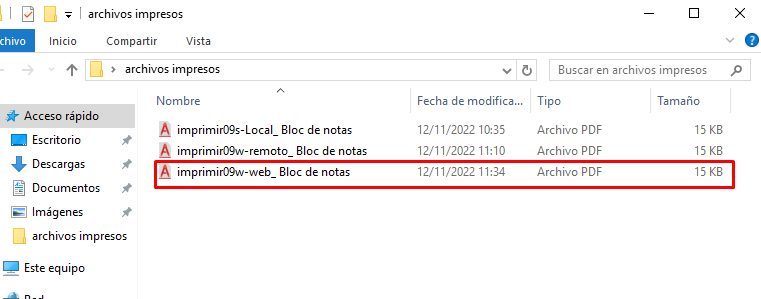 archivos impresos
chivo Inicio Compartir Vista
archivos impresos Buscar en archivos impresos
Nombre Fecha de modifica... Tipo Tamaño
Acceso rápido
Escritorio
Descargas
Documentos
Imágenes
archivos impresos
Este equipo
imprimir09s-Local_ Bloc de notas 12/11/2022 10:35 Archivo PDF 15 KB
imprimir09w-remoto_ Bloc de notas 12/11/2022 11:10 Archivo PDF 15 KB
imprimir09w-web_ Bloc de notas 12/11/2022 11:34 Archivo PDF 15 KB